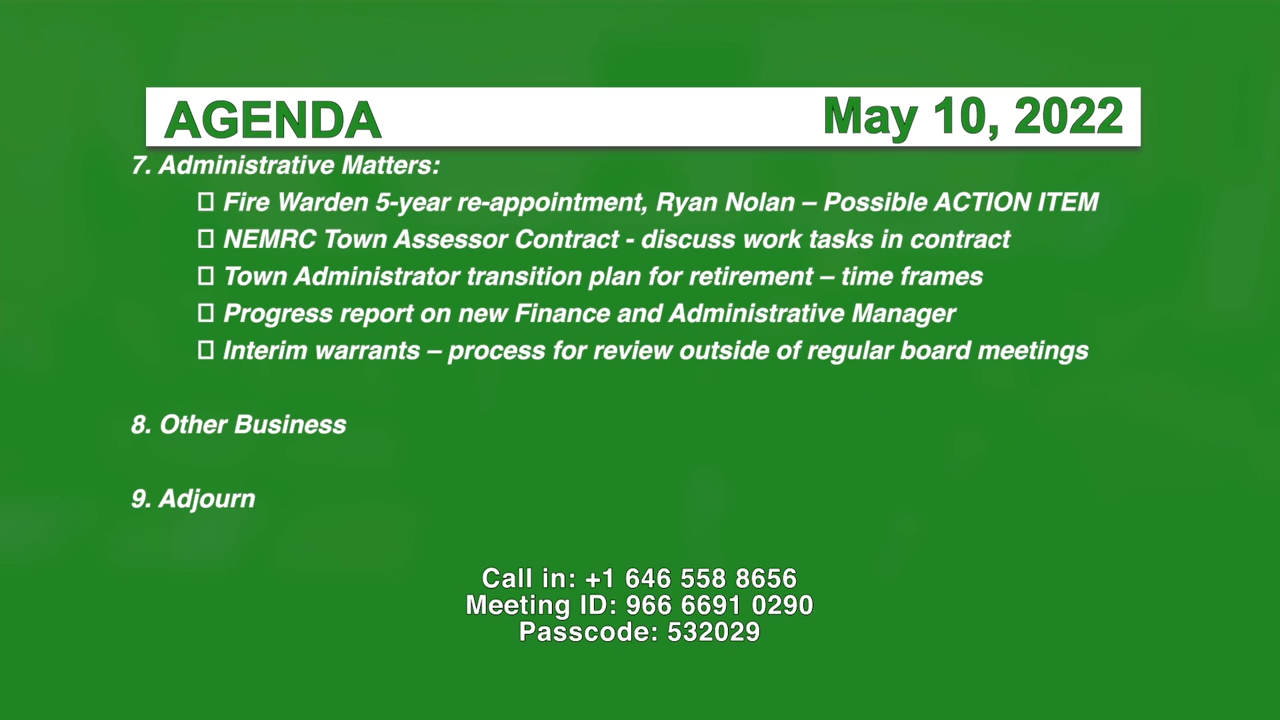 AGENDA May 10, 2022
7. Administrative Matters:
▯ Fire Warden 5-year re-appointment, Ryan Nolan – Possible ACTION ITEM
▯ NEMRC Town Assessor Contract - discuss work tasks in contract
▯ Town Administrator transition plan for retirement – time frames
▯ Progress report on new Finance and Administrative Manager
▯ Interim warrants – process for review outside of regular board meetings
8. Other Business
9. Adjourn
Call in: +1 646 558 8656
Meeting ID: 966 6691 0290
Passcode: 532029